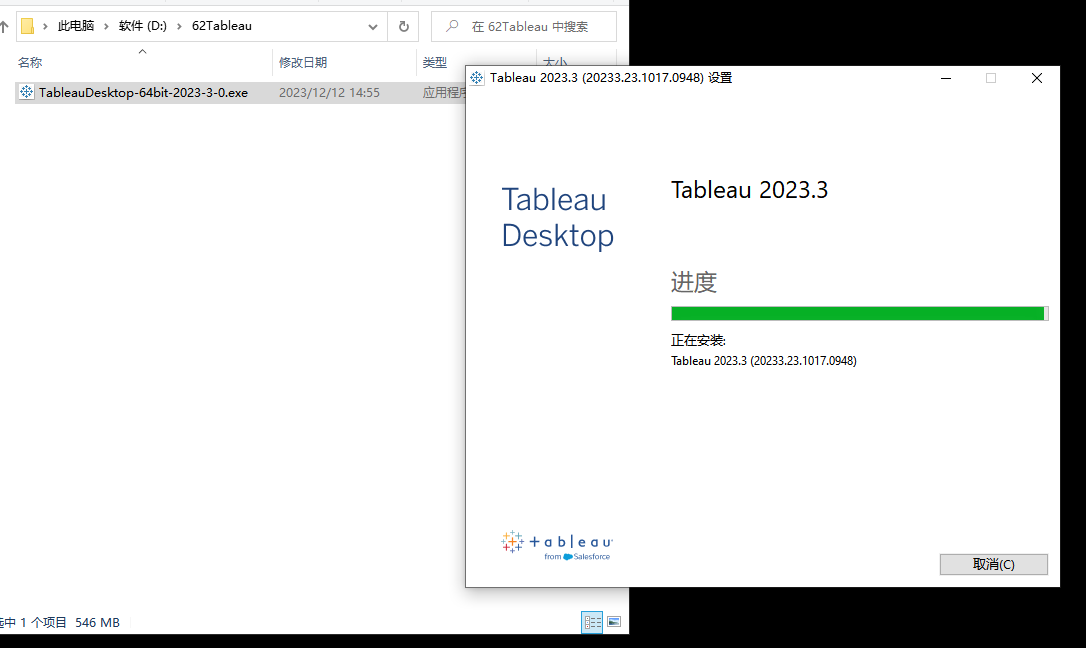 此电脑 软件 (D:) 62Tableau
在 62Tableau 中搜索
名称 修改日期 类型
TableauDesktop-64bit-2023-3-0.exe 2023/12/12 14:55 应用程序
Tableau 2023.3 (20233.23.1017.0948) 设置
Tableau
Desktop
Tableau 2023.3
进度
正在安装:
Tableau 2023.3 (20233.23.1017.0948)
+ableau
from Salesforce
取消(C)
选中 1 个项目 546 MB